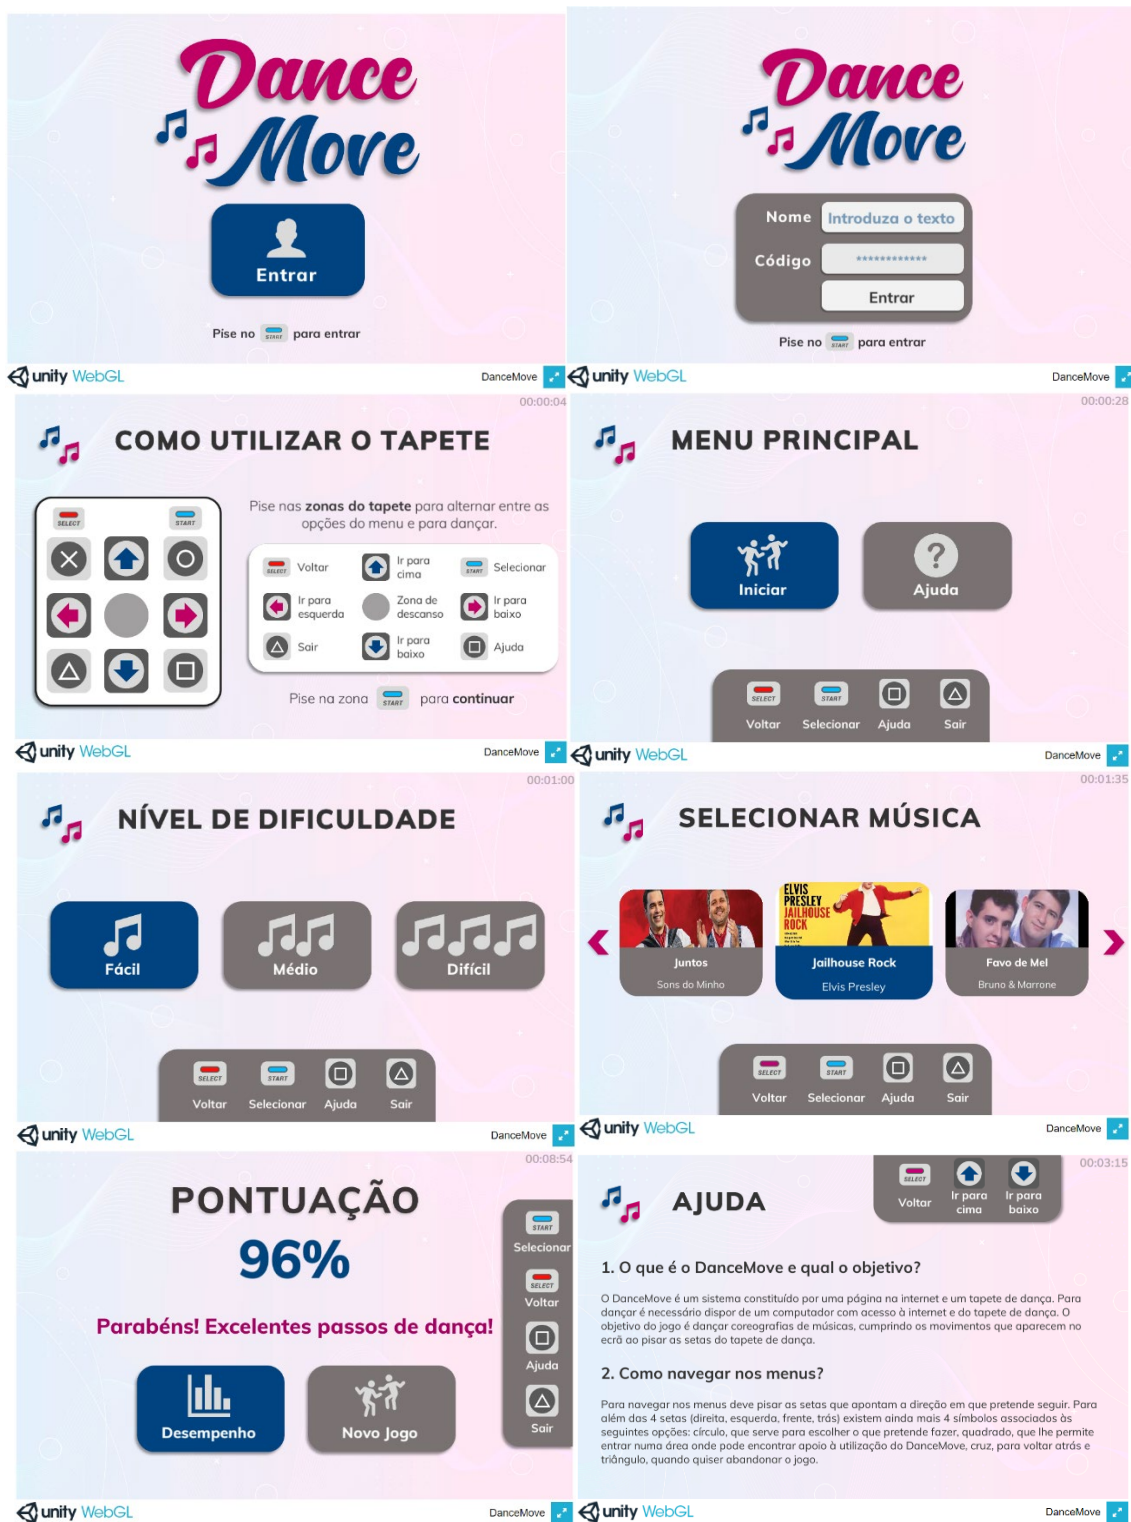 Dance
Move
Entrar
Pise no START para entrar
unity WebGL
DanceMove
Dance
Move
Nome
Introduza o texto
Código
************
Entrar
Pise no START para entrar
unity WebGL
DanceMove
00:00:04
COMO UTILIZAR O TAPETE
SELECT
START
Pise nas zonas do tapete para alternar entre as
opções do menu e para dançar.
SELECT Voltar
Ir para
cima
START Selecionar
Ir para
esquerda
Zona de
descanso
Ir para
baixo
Sair
Ir para
baixo
Ajuda
Pise na zona START para continuar
unity WebGL
DanceMove
00:00:28
MENU PRINCIPAL
Iniciar
Ajuda
SELECT
START
Voltar
Selecionar
Ajuda
Sair
unity WebGL
DanceMove
00:01:00
NÍVEL DE DIFICULDADE
Fácil
Médio
Difícil
SELECT
START
Voltar
Selecionar
Ajuda
Sair
unity WebGL
DanceMove
00:01:35
SELECIONAR MÚSICA
Juntos
Sons do Minho
ELVIS
PRESLEY
JAILHOUSE
ROCK
Jailhouse Rock
Elvis Presley
Favo de Mel
Bruno & Marrone
SELECT
START
Voltar
Selecionar
Ajuda
Sair
unity WebGL
DanceMove
00:08:54
PONTUAÇÃO
96%
Parabéns! Excelentes passos de dança!
Desempenho
Novo Jogo
START
Selecionar
SELECT
Voltar
Ajuda
Sair
unity WebGL
DanceMove
00:03:15
AJUDA
SELECT
Voltar
Ir para
cima
Ir para
baixo
1. O que é o DanceMove e qual o objetivo?
O DanceMove é um sistema constituído por uma página na internet e um tapete de dança. Para
dançar é necessário dispor de um computador com acesso à internet e do tapete de dança. O
objetivo do jogo é dançar coreografias de músicas, cumprindo os movimentos que aparecem no
ecrã ao pisar as setas do tapete de dança.
2. Como navegar nos menus?
Para navegar nos menus deve pisar as setas que apontam a direção em que pretende seguir. Para
além das 4 setas (direita, esquerda, frente, trás) existem ainda mais 4 símbolos associados às
seguintes opções: círculo, que serve para escolher o que pretende fazer, quadrado, que lhe permite
entrar numa área onde pode encontrar apoio à utilização do DanceMove, cruz, para voltar atrás e
triângulo, quando quiser abandonar o jogo.
unity WebGL
DanceMove